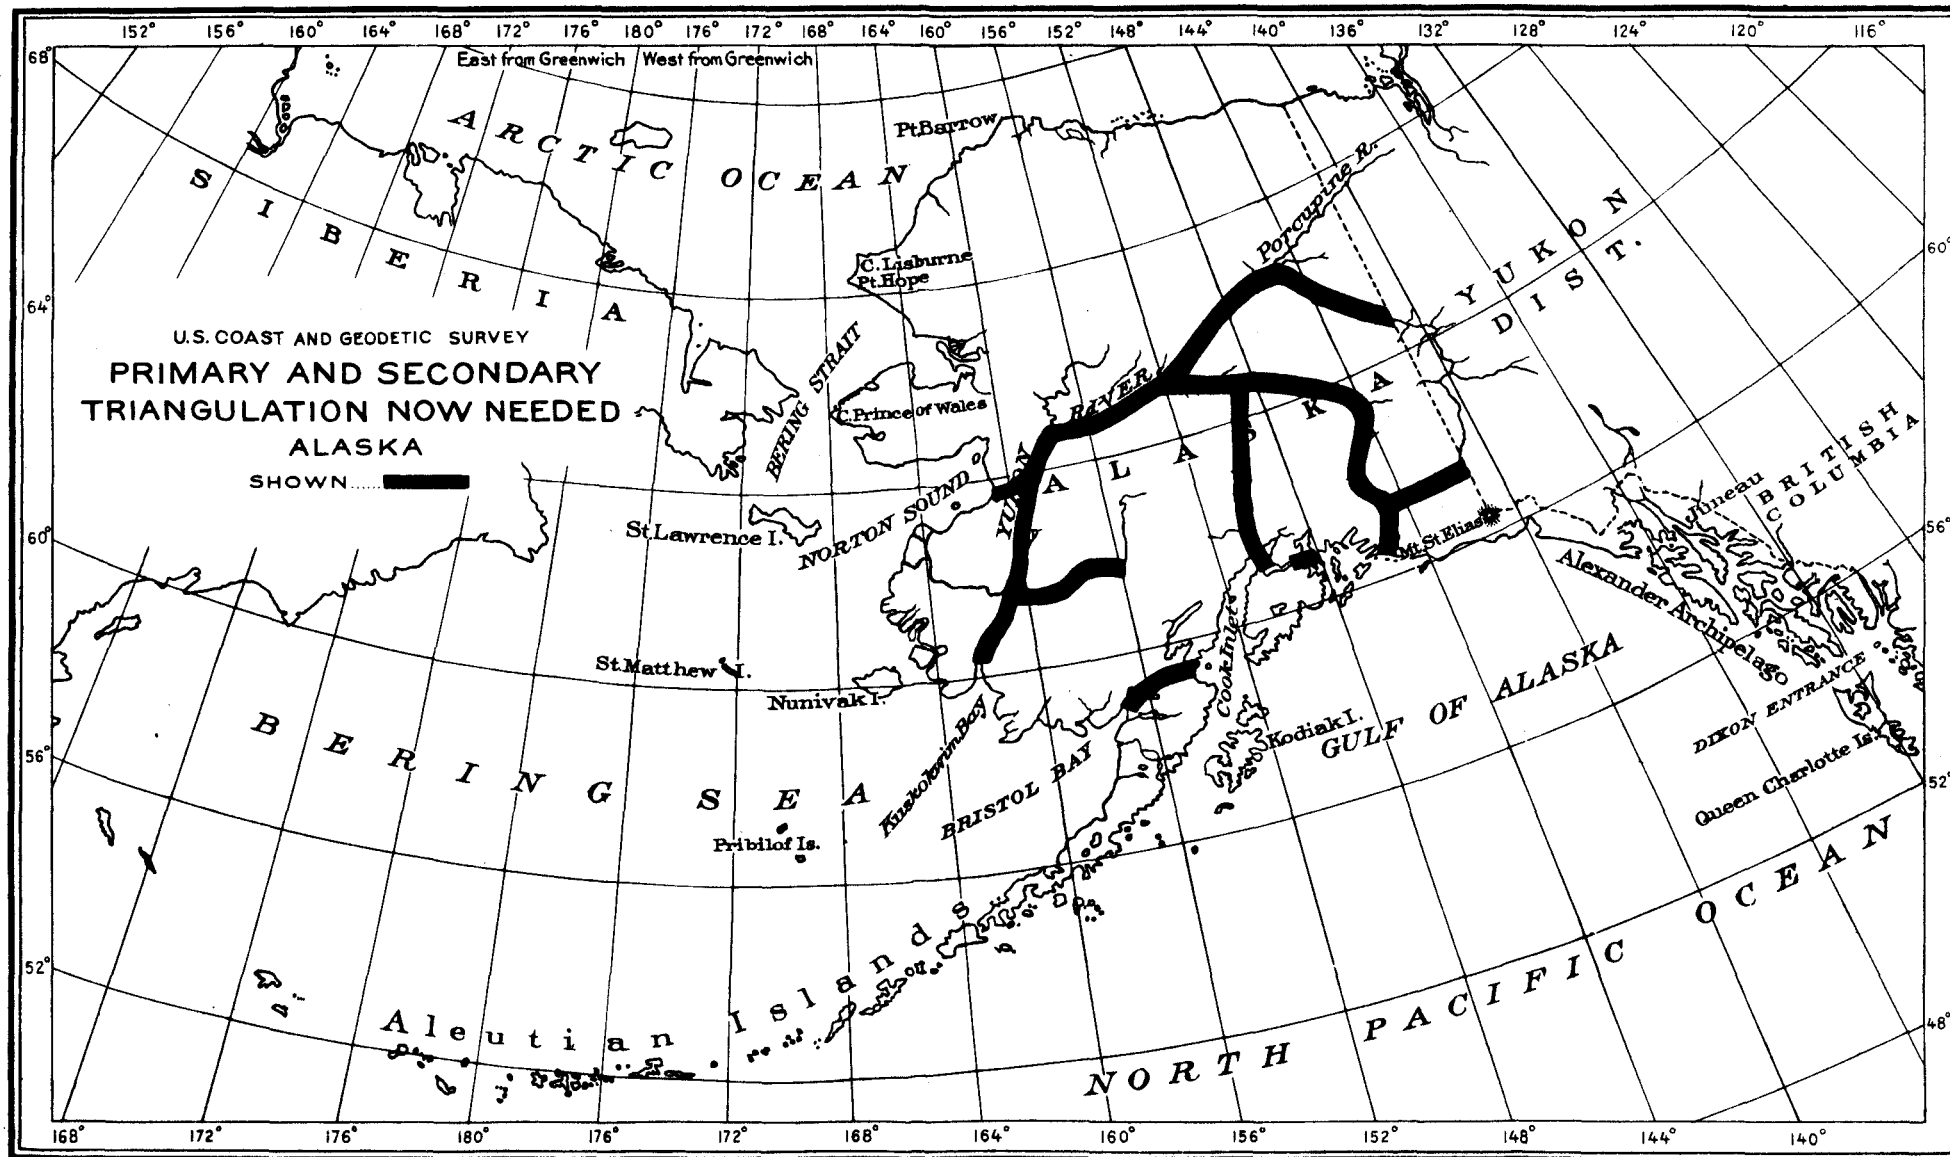 152° 156° 160° 164° 168° 172° 176° 180° 176° 172° 168° 164° 160° 156° 152° 148° 144° 140° 136° 132° 128° 124° 120° 116°
East from Greenwich West from Greenwich
68°
64°
60°
56°
52°
60°
56°
52°
48°
ARCTIC OCEAN
SIBERIA
Pt. Barrow
C. Lisburne
Pt. Hope
Porcupine R.
YUKON
DIST.
U.S. COAST AND GEODETIC SURVEY
PRIMARY AND SECONDARY
TRIANGULATION NOW NEEDED
ALASKA
SHOWN......
BERING STRAIT
C. Prince of Wales
YUKON RIVER
ALASKA
NORTON SOUND
St. Lawrence I.
Mt. St. Elias
Juneau
BRITISH
COLUMBIA
Alexander Archipelago
St. Matthew I.
Nunivak I.
Kuskokwim Bay
BRISTOL BAY
Cook Inlet
Kodiak I.
GULF OF ALASKA
DIXON ENTRANCE
Queen Charlotte Is.
BERING SEA
Pribilof Is.
Aleutian Islands
NORTH PACIFIC OCEAN
168° 172° 176° 180° 176° 172° 168° 164° 160° 156° 152° 148° 144° 140°